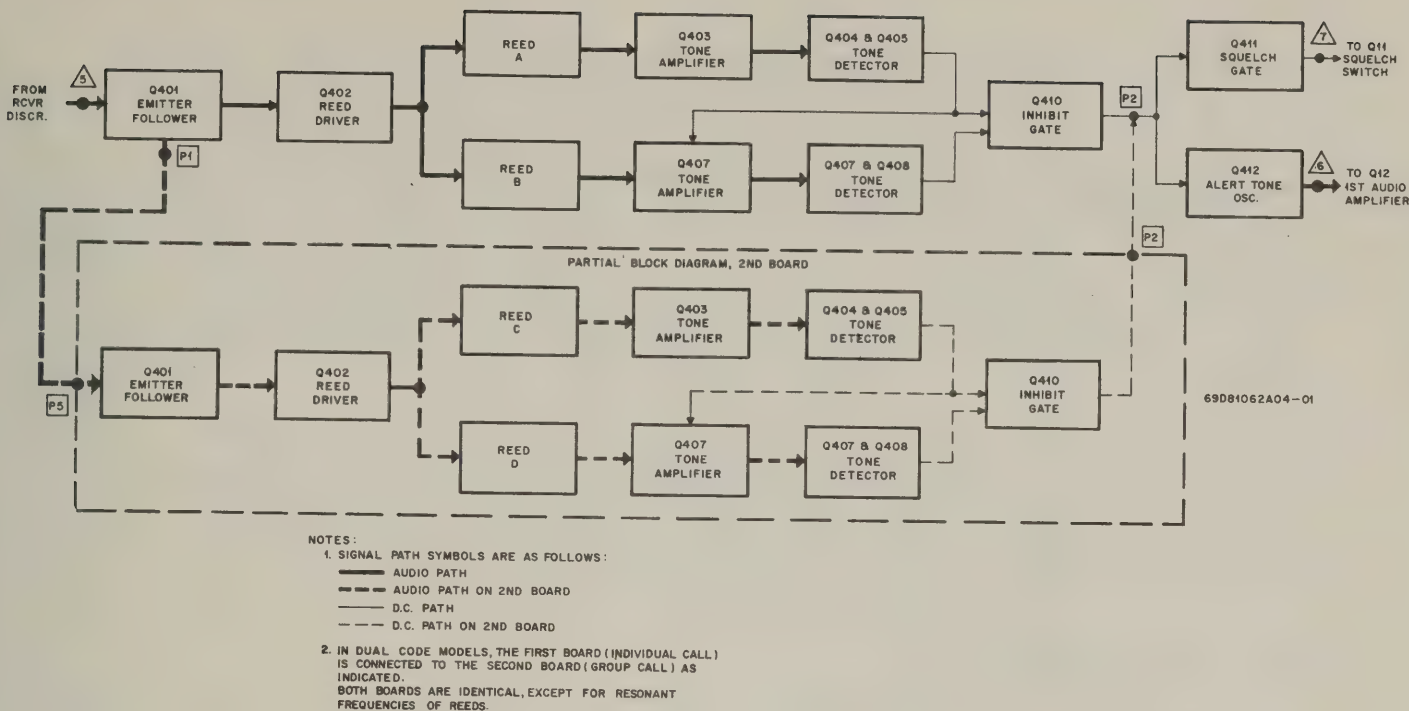 FROM
RCVR
DISCR.
5
Q401
EMITTER
FOLLOWER
P1
Q402
REED
DRIVER
REED
A
Q403
TONE
AMPLIFIER
Q404 & Q405
TONE
DETECTOR
REED
B
Q407
TONE
AMPLIFIER
Q407 & Q408
TONE
DETECTOR
Q410
INHIBIT
GATE
P2
Q411
SQUELCH
GATE
7
TO Q11
SQUELCH
SWITCH
Q412
ALERT TONE
OSC.
6
TO Q12
1ST AUDIO
AMPLIFIER
P2
PARTIAL BLOCK DIAGRAM, 2ND BOARD
P5
Q401
EMITTER
FOLLOWER
Q402
REED
DRIVER
REED
C
Q403
TONE
AMPLIFIER
Q404 & Q405
TONE
DETECTOR
REED
D
Q407
TONE
AMPLIFIER
Q407 & Q408
TONE
DETECTOR
Q410
INHIBIT
GATE
69D81062A04-01
NOTES:
1. SIGNAL PATH SYMBOLS ARE AS FOLLOWS:
AUDIO PATH
AUDIO PATH ON 2ND BOARD
D.C. PATH
D.C. PATH ON 2ND BOARD
2. IN DUAL CODE MODELS, THE FIRST BOARD (INDIVIDUAL CALL)
IS CONNECTED TO THE SECOND BOARD (GROUP CALL) AS
INDICATED.
BOTH BOARDS ARE IDENTICAL, EXCEPT FOR RESONANT
FREQUENCIES OF REEDS.